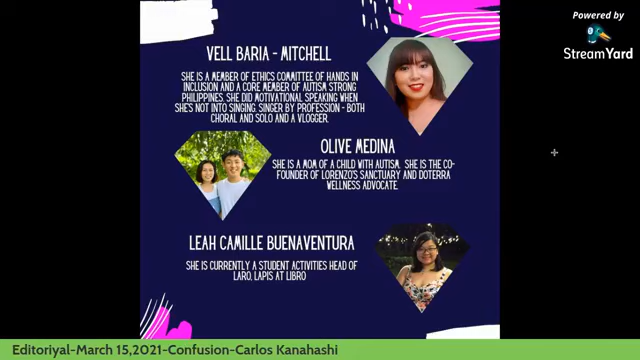 Powered by
StreamYard
VELL BARIA - MITCHELL
SHE IS A MEMBER OF ETHICS COMMITTEE OF HANDS IN
INCLUSION AND A CORE MEMBER OF AUTISM STRONG
PHILIPPINES. SHE DID MOTIVATIONAL SPEAKING WHEN
SHE'S NOT INTO SINGING. SINGER BY PROFESSION - BOTH
CHORAL AND SOLO AND A VLOGGER.
OLIVE MEDINA
SHE IS A MOM OF A CHILD WITH AUTISM. SHE IS THE CO-
FOUNDER OF LORENZO'S SANCTUARY AND DOTERRA
WELLNESS ADVOCATE.
LEAH CAMILLE BUENAVENTURA
SHE IS CURRENTLY A STUDENT ACTIVITIES HEAD OF
LARO, LAPIS AT LIBRO
Editoriyal-March 15,2021-Confusion-Carlos Kanahashi